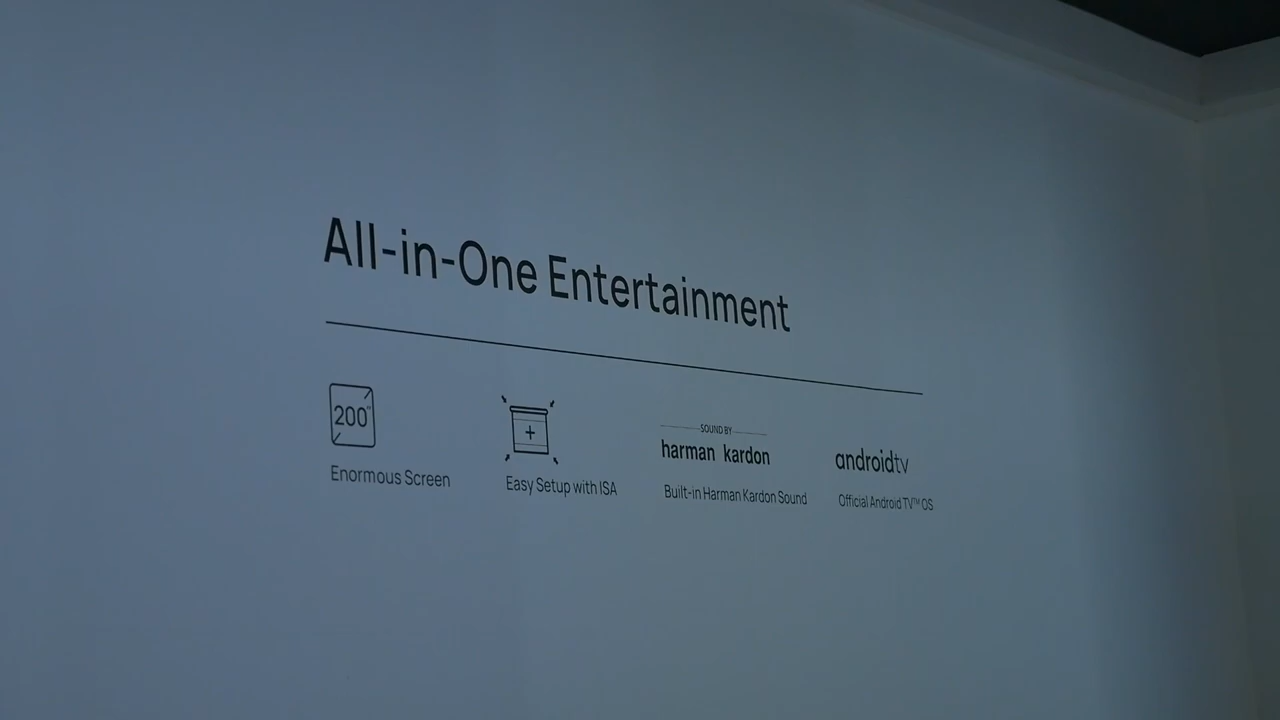 All-in-One Entertainment
200"
Enormous Screen
Easy Setup with ISA
SOUND BY
harman kardon
Built-in Harman Kardon Sound
androidtv
Official Android TV™ OS